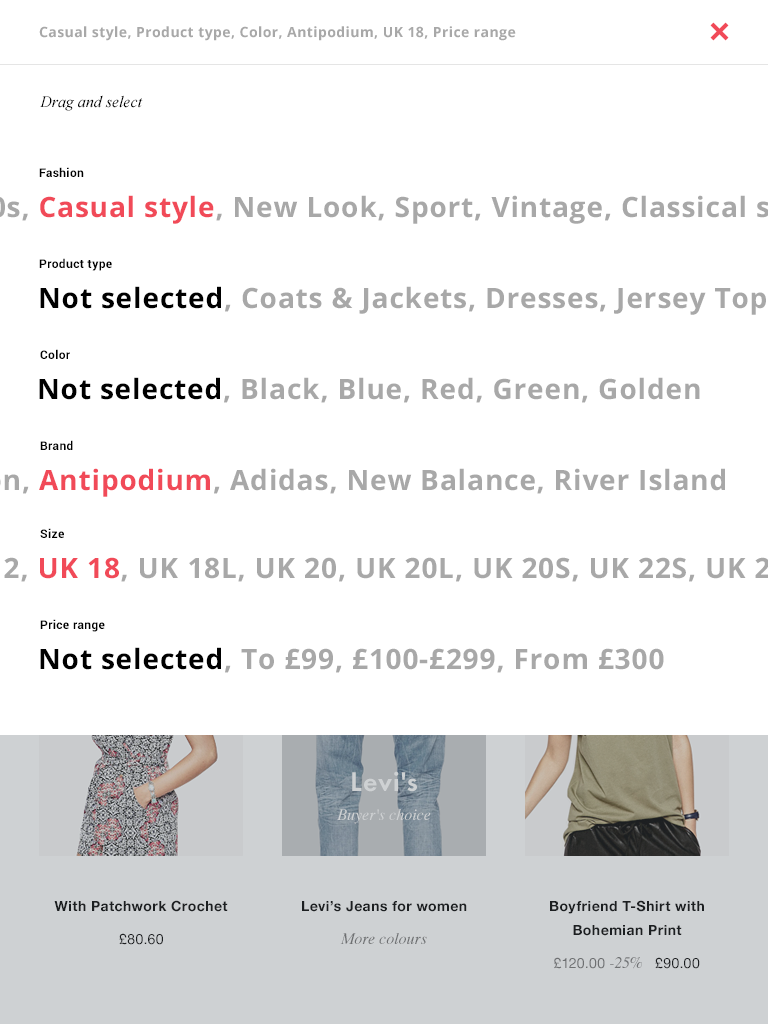 Casual style, Product type, Color, Antipodium, UK 18, Price range
Drag and select
Fashion
0s, Casual style, New Look, Sport, Vintage, Classical s
Product type
Not selected, Coats & Jackets, Dresses, Jersey Top
Color
Not selected, Black, Blue, Red, Green, Golden
Brand
on, Antipodium, Adidas, New Balance, River Island
Size
2, UK 18, UK 18L, UK 20, UK 20L, UK 20S, UK 22S, UK 2
Price range
Not selected, To £99, £100-£299, From £300
Levi's
Buyer's choice
With Patchwork Crochet
£80.60
Levi’s Jeans for women
More colours
Boyfriend T-Shirt with
Bohemian Print
£120.00 -25% £90.00